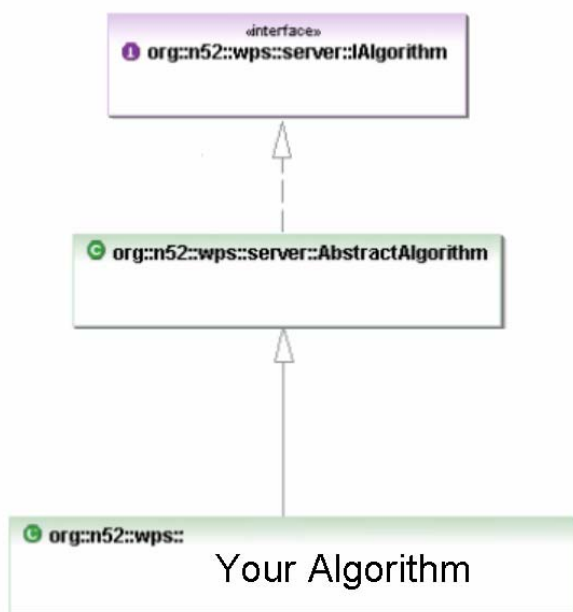 «interface»
I org::n52::wps::server::IAlgorithm
C org::n52::wps::server::AbstractAlgorithm
C org::n52::wps::
Your Algorithm